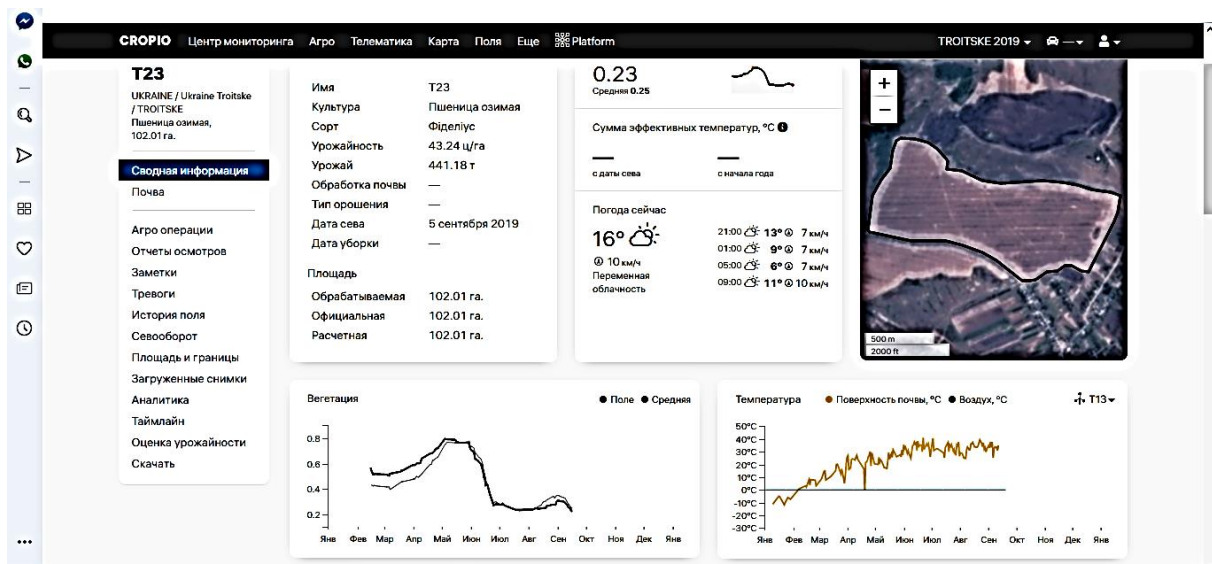 CROPIO Центр мониторинга Агро Телематика Карта Поля Еще Platform TROITSKE 2019
T23
UKRAINE / Ukraine Troitske
/ TROITSKE
Пшеница озимая,
102.01 га.
Сводная информация
Почва
Агро операции
Отчеты осмотров
Заметки
Тревоги
История поля
Севооборот
Площадь и границы
Загруженные снимки
Аналитика
Таймлайн
Оценка урожайности
Скачать
Имя T23
Культура Пшеница озимая
Сорт Фіделіус
Урожайность 43.24 ц/га
Урожай 441.18 т
Обработка почвы —
Тип орошения —
Дата сева 5 сентября 2019
Дата уборки —
Площадь
Обрабатываемая 102.01 га.
Официальная 102.01 га.
Расчетная 102.01 га.
0.23
Средняя 0.25
Сумма эффективных температур, °C
— —
с даты сева с начала года
Погода сейчас
16°
10 км/ч
Переменная
облачность
21:00 13° 7 км/ч
01:00 9° 7 км/ч
05:00 6° 7 км/ч
09:00 11° 10 км/ч
+
−
500 m
2000 ft
Вегетация Поле Средняя
0.8
0.6
0.4
0.2
Янв Фев Мар Апр Май Июн Июл Авг Сен Окт Ноя Дек Янв
Температура Поверхность почвы, °C Воздух, °C T13
50°C
40°C
30°C
20°C
10°C
0°C
-10°C
-20°C
-30°C
Янв Фев Мар Апр Май Июн Июл Авг Сен Окт Ноя Дек Янв